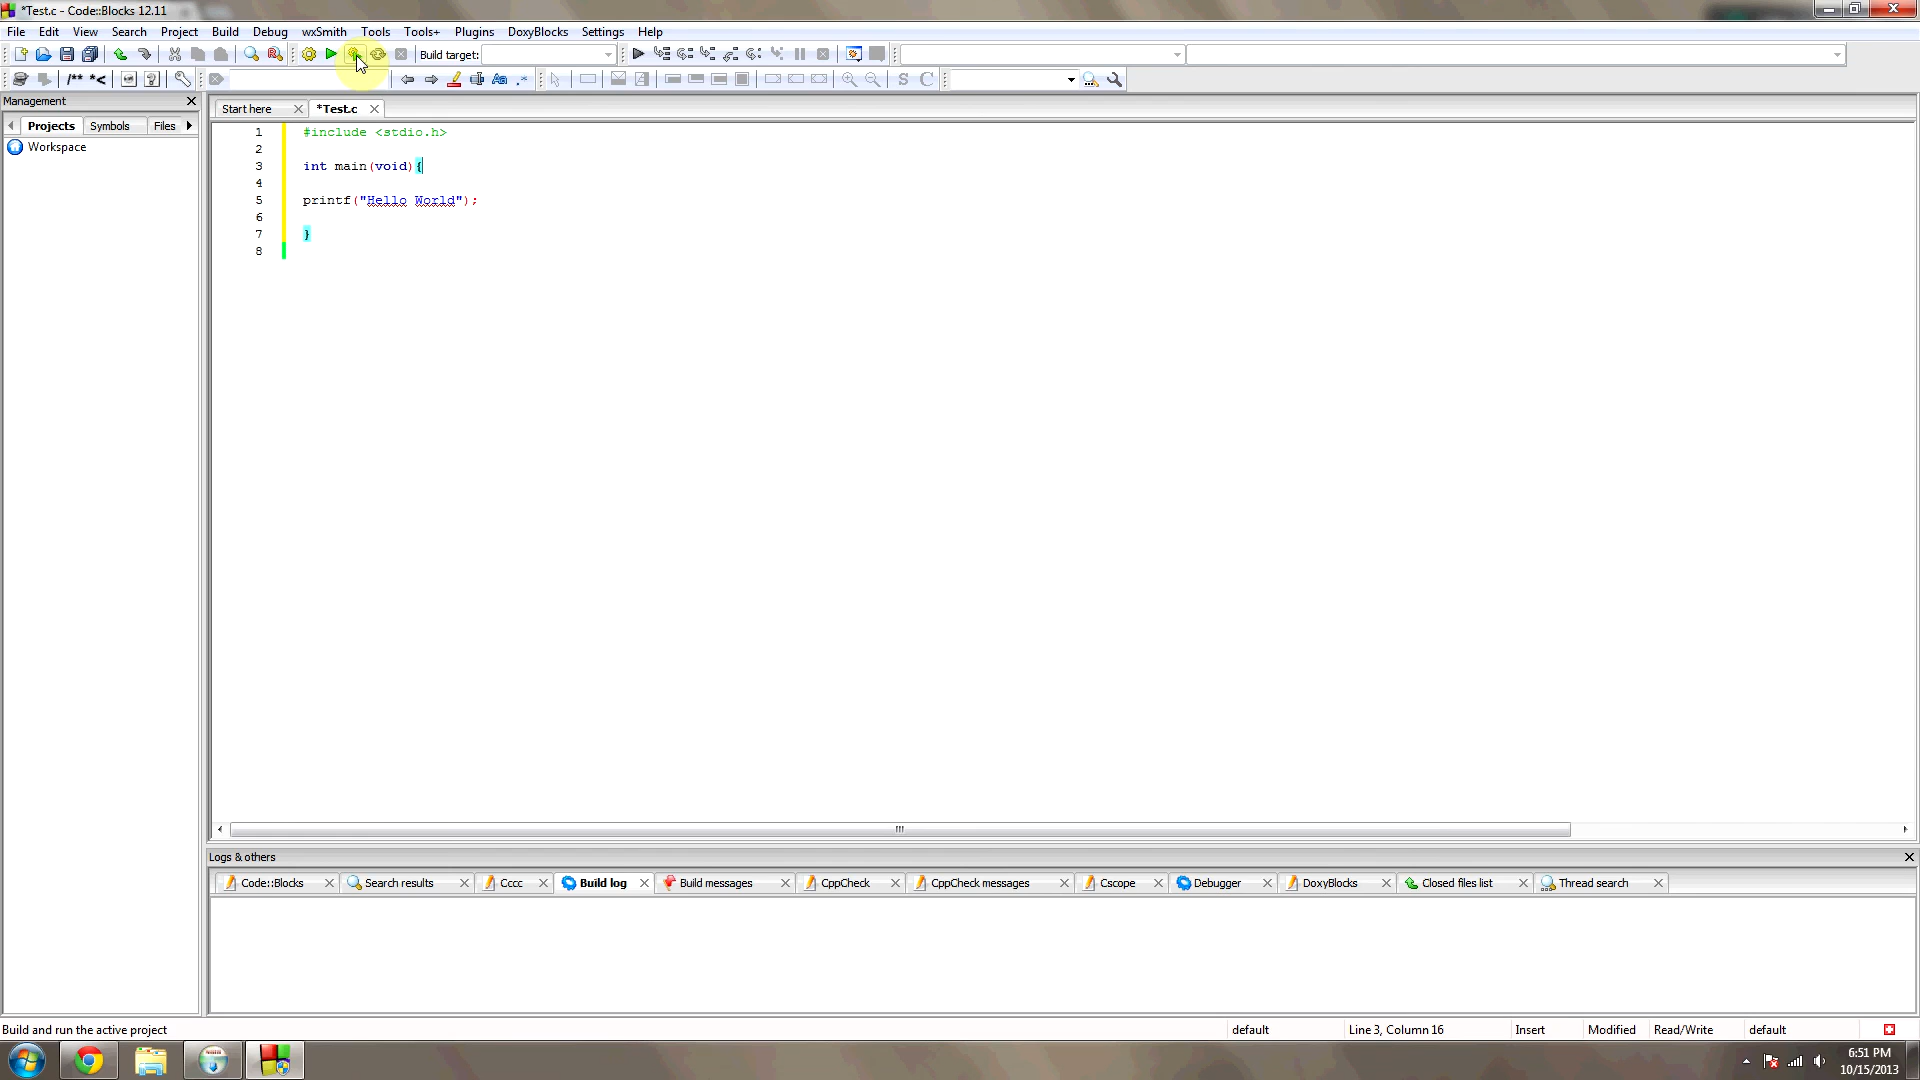 *Test.c - Code::Blocks 12.11
File Edit View Search Project Build Debug wxSmith Tools Tools+ Plugins DoxyBlocks Settings Help
Build target:
/** *<
S C
Management
Start here *Test.c
Projects Symbols Files
Workspace
1 #include <stdio.h>
2
3 int main(void){
4
5 printf("Hello World");
6
7 }
8
Logs & others
Code::Blocks Search results Cccc Build log Build messages CppCheck CppCheck messages Cscope Debugger DoxyBlocks Closed files list Thread search
Build and run the active project default Line 3, Column 16 Insert Modified Read/Write default
6:51 PM
10/15/2013